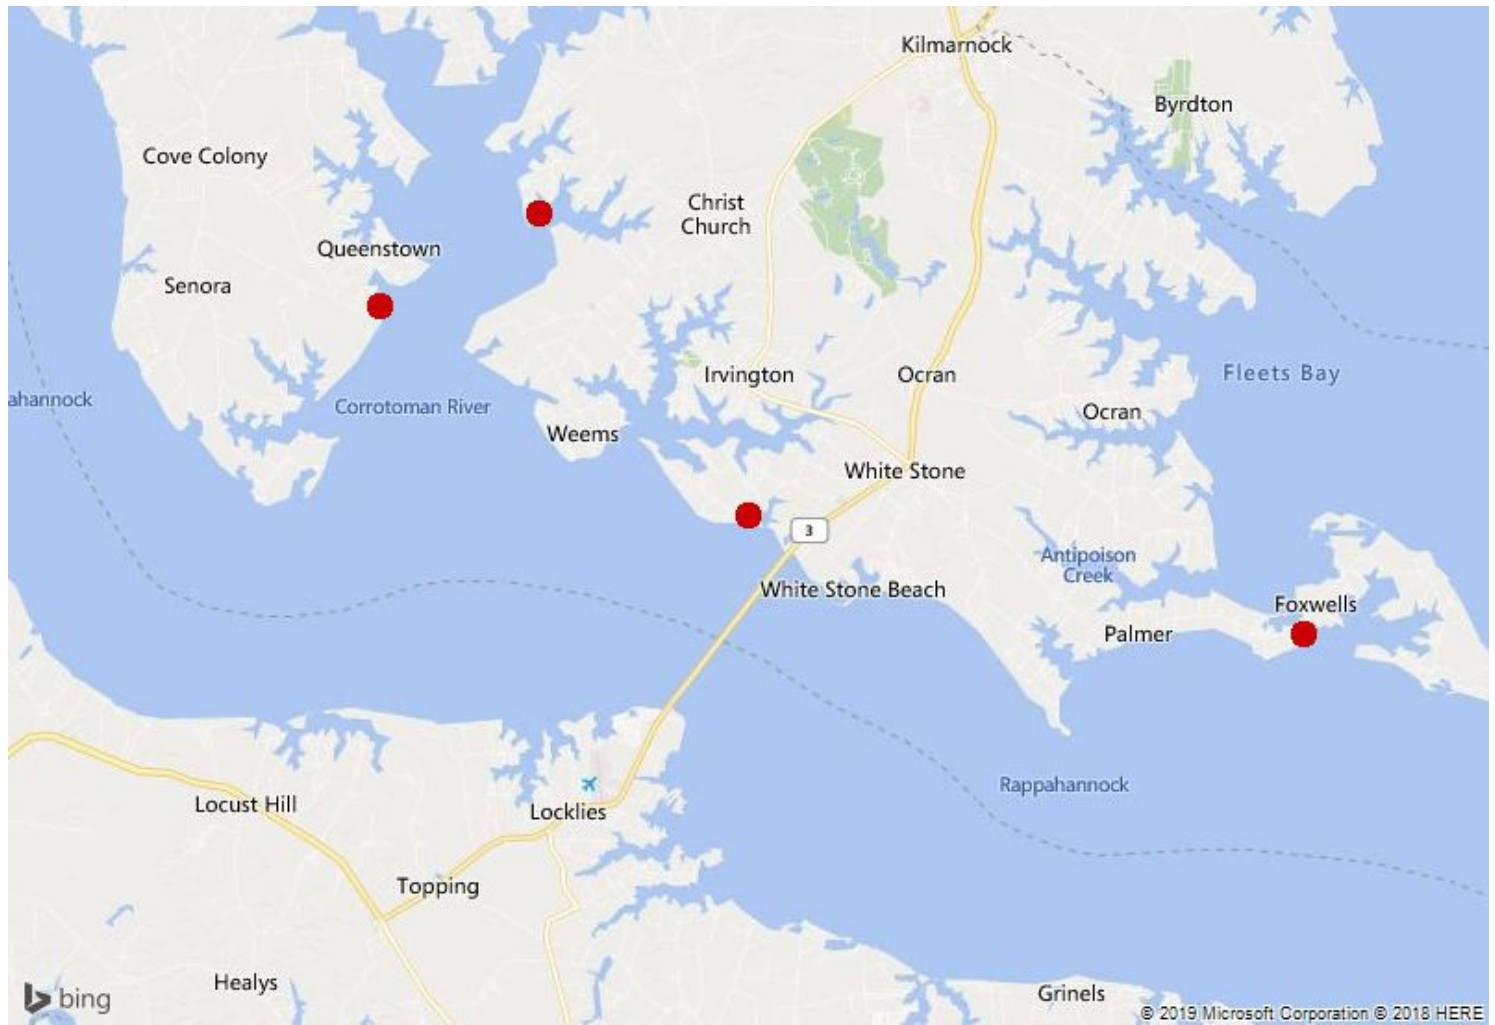 Kilmarnock
Byrdton
Cove Colony
Christ
Church
Queenstown
Senora
Fleets Bay
Irvington
Ocran
ahannock
Corrotoman River
Ocran
Weems
White Stone
3
Antipoison
Creek
White Stone Beach
Foxwells
Palmer
Rappahannock
Locust Hill
Locklies
Topping
Healys
Grinels
bing
© 2019 Microsoft Corporation © 2018 HERE